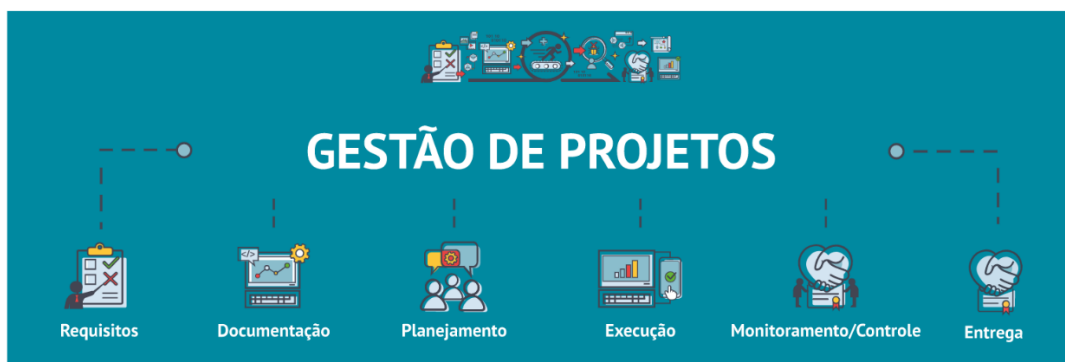 GESTÃO DE PROJETOS
</>
Requisitos
Documentação
Planejamento
Execução
Monitoramento/Controle
Entrega